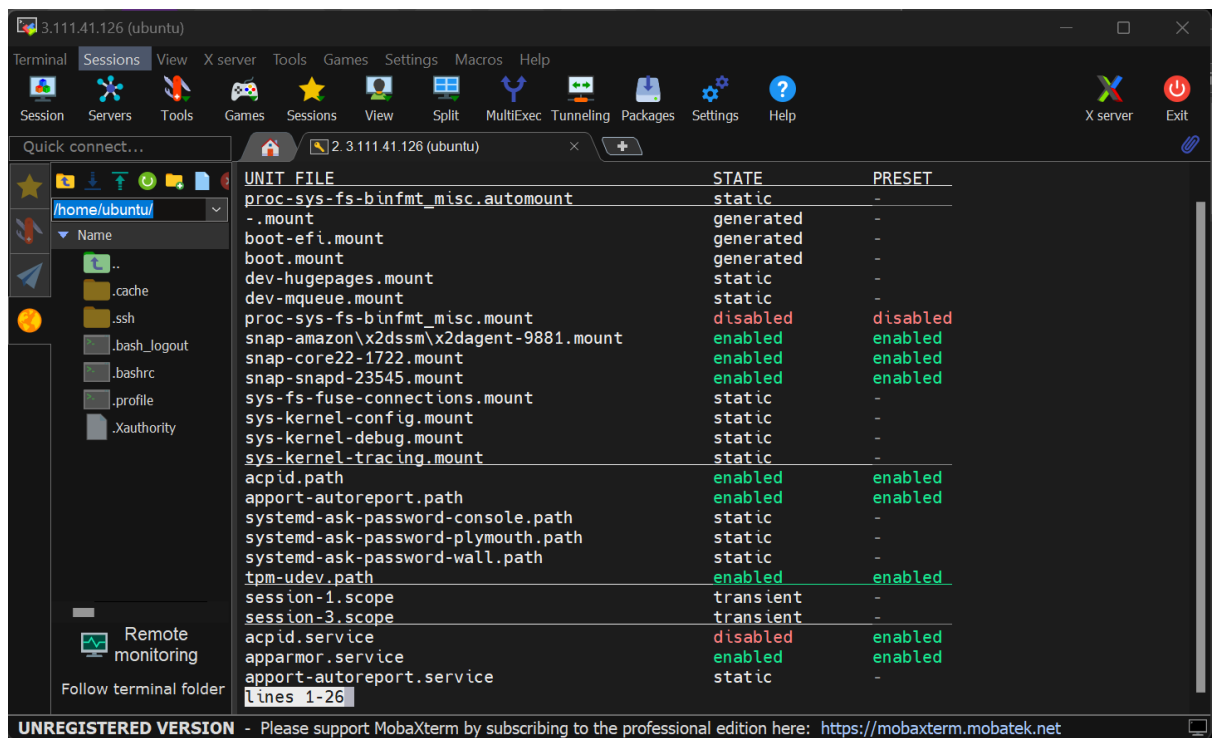 3.111.41.126 (ubuntu)
Terminal Sessions View X server Tools Games Settings Macros Help
Session Servers Tools Games Sessions View Split MultiExec Tunneling Packages Settings Help X server Exit
Quick connect... 2. 3.111.41.126 (ubuntu)
/home/ubuntu/
Name
..
.cache
.ssh
.bash_logout
.bashrc
.profile
.Xauthority
Remote
monitoring
Follow terminal folder
UNIT FILE STATE PRESET
proc-sys-fs-binfmt_misc.automount static -
-.mount generated -
boot-efi.mount generated -
boot.mount generated -
dev-hugepages.mount static -
dev-mqueue.mount static -
proc-sys-fs-binfmt_misc.mount disabled disabled
snap-amazon\x2dssm\x2dagent-9881.mount enabled enabled
snap-core22-1722.mount enabled enabled
snap-snapd-23545.mount enabled enabled
sys-fs-fuse-connections.mount static -
sys-kernel-config.mount static -
sys-kernel-debug.mount static -
sys-kernel-tracing.mount static -
acpid.path enabled enabled
apport-autoreport.path enabled enabled
systemd-ask-password-console.path static -
systemd-ask-password-plymouth.path static -
systemd-ask-password-wall.path static -
tpm-udev.path enabled enabled
session-1.scope transient -
session-3.scope transient -
acpid.service disabled enabled
apparmor.service enabled enabled
apport-autoreport.service static -
lines 1-26
UNREGISTERED VERSION - Please support MobaXterm by subscribing to the professional edition here: https://mobaxterm.mobatek.net